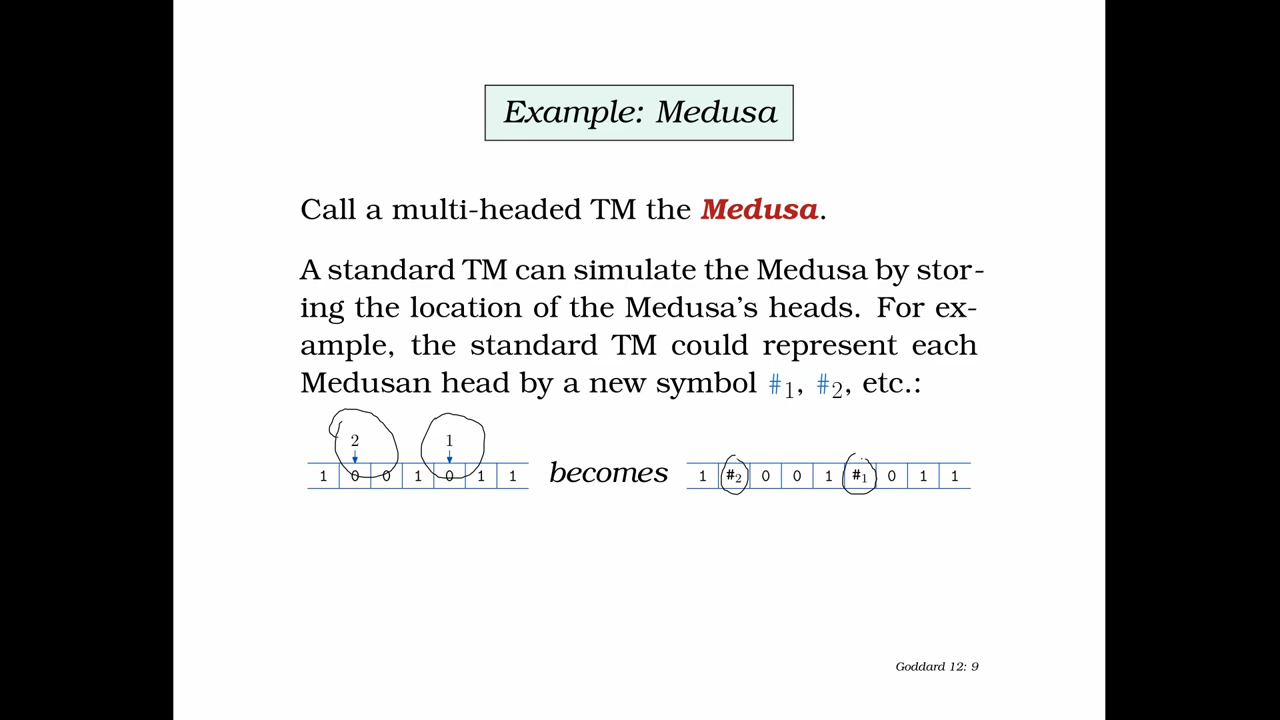 Example: Medusa
Call a multi-headed TM the Medusa.
A standard TM can simulate the Medusa by stor-
ing the location of the Medusa's heads. For ex-
ample, the standard TM could represent each
Medusan head by a new symbol #1, #2, etc.:
2 1
1 0 0 1 0 1 1 becomes 1 #2 0 0 1 #1 0 1 1
Goddard 12: 9